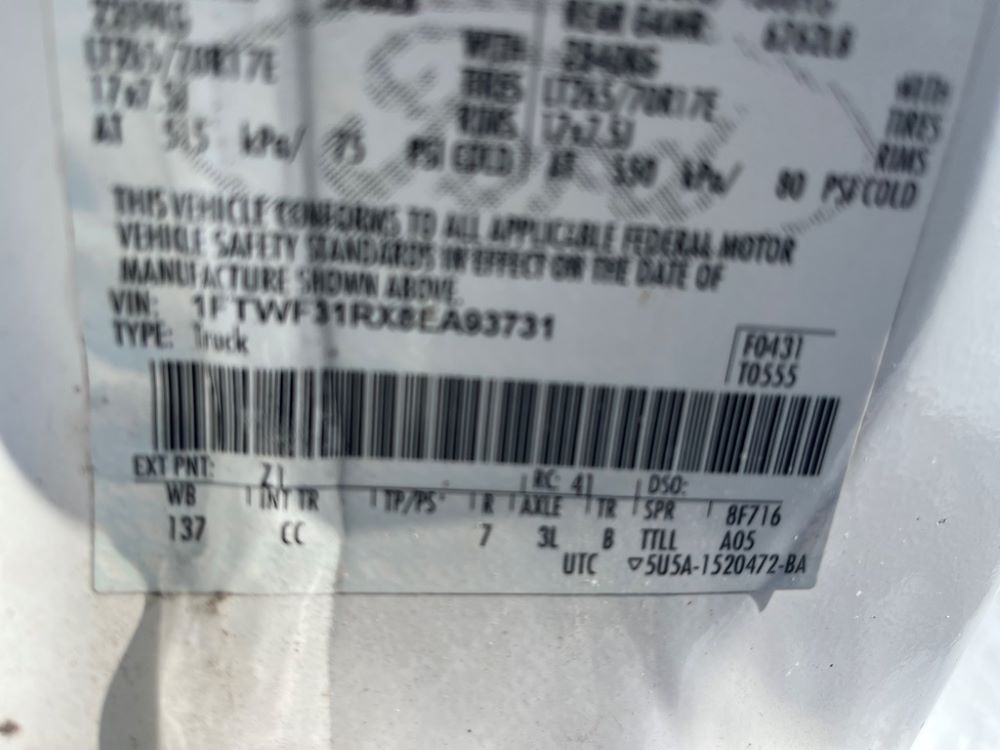 REAR GAWR: 6262LB
LT265/70R17E TIRES LT265/70R17E WITH
17x7.5J RIMS 17x7.5J TIRES
RIMS
AT 515 kPa/ 75 PSI COLD AT 550 kPa/ 80 PSI COLD
THIS VEHICLE CONFORMS TO ALL APPLICABLE FEDERAL MOTOR
VEHICLE SAFETY STANDARDS IN EFFECT ON THE DATE OF
MANUFACTURE SHOWN ABOVE.
VIN: 1FTWF31RX8EA93731
TYPE: Truck
F0431
T0555
EXT PNT: Z1 RC: 41 DSO:
WB INT TR TP/PS R AXLE TR SPR 8F716
137 CC 7 3L B TTLL A05
UTC ▽5U5A-1520472-BA